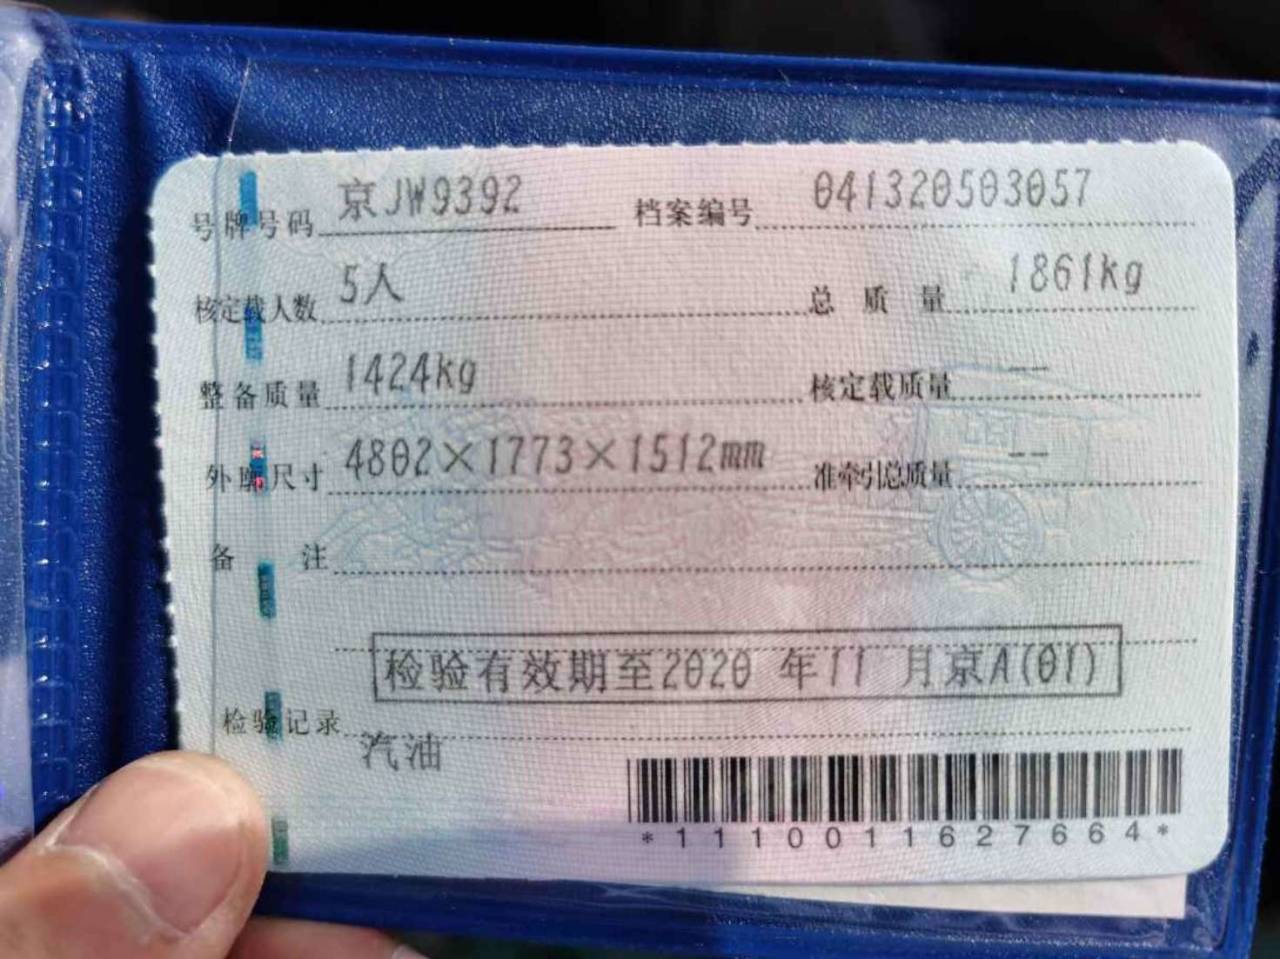 号牌号码 京JW9392 档案编号 041320503057
核定载人数 5人 总质量 1861kg
整备质量 1424kg 核定载质量 --
外廓尺寸 4802×1773×1512mm 准牵引总质量 --
备注
检验有效期至2020 年11 月京A(01)
检验记录
汽油
*1110011627664*